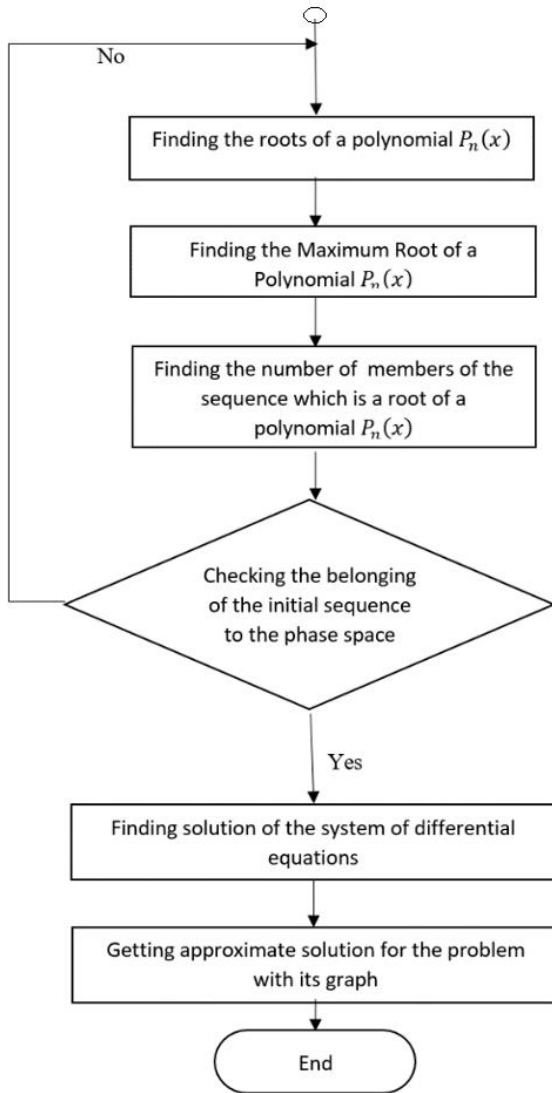 No
Finding the roots of a polynomial Pₙ(x)
Finding the Maximum Root of a
Polynomial Pₙ(x)
Finding the number of members of the
sequence which is a root of a
polynomial Pₙ(x)
Checking the belonging
of the initial sequence
to the phase space
Yes
Finding solution of the system of differential
equations
Getting approximate solution for the problem
with its graph
End